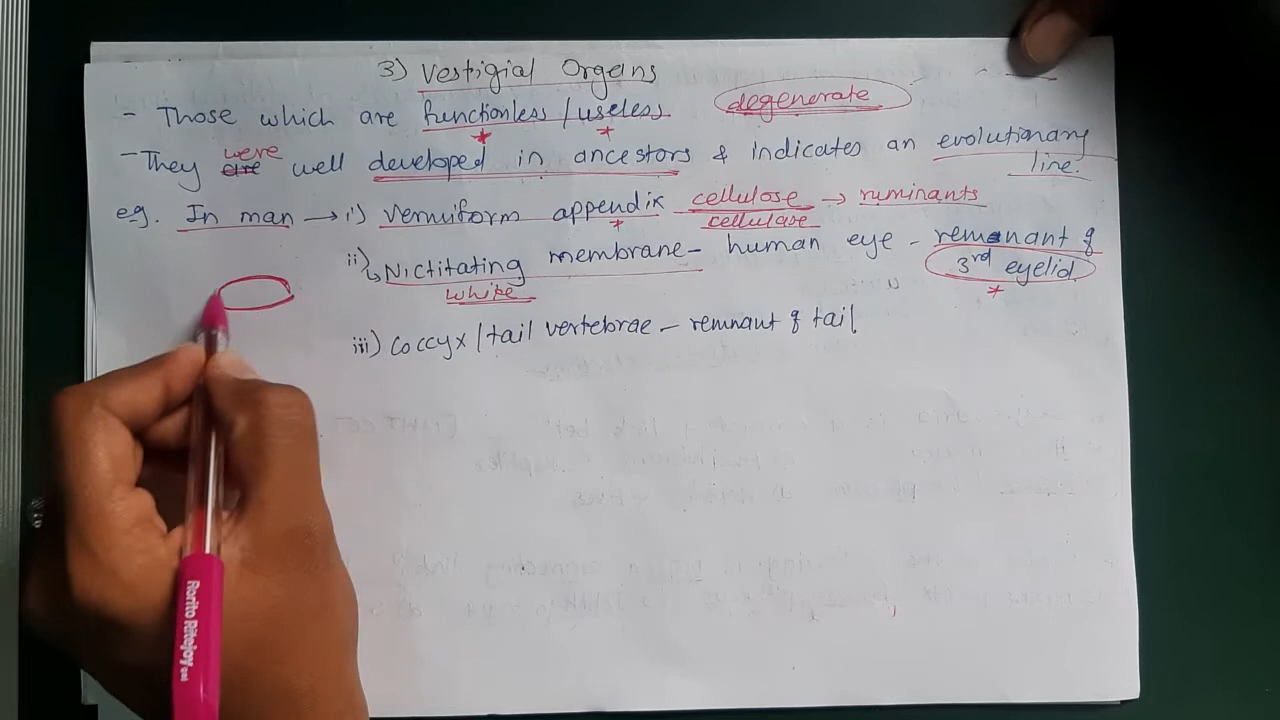 3) Vestigial Organs
- Those which are functionless / useless degenerate
- They were are well developed in ancestors & indicates an evolutionary line.
eg. In man → i) Vermiform appendix cellulose → ruminants
cellulase
ii) Nictitating membrane - human eye - remanant of
white 3rd eyelid
iii) Coccyx / tail vertebrae - remnant of tail
Rorito Ritejoy